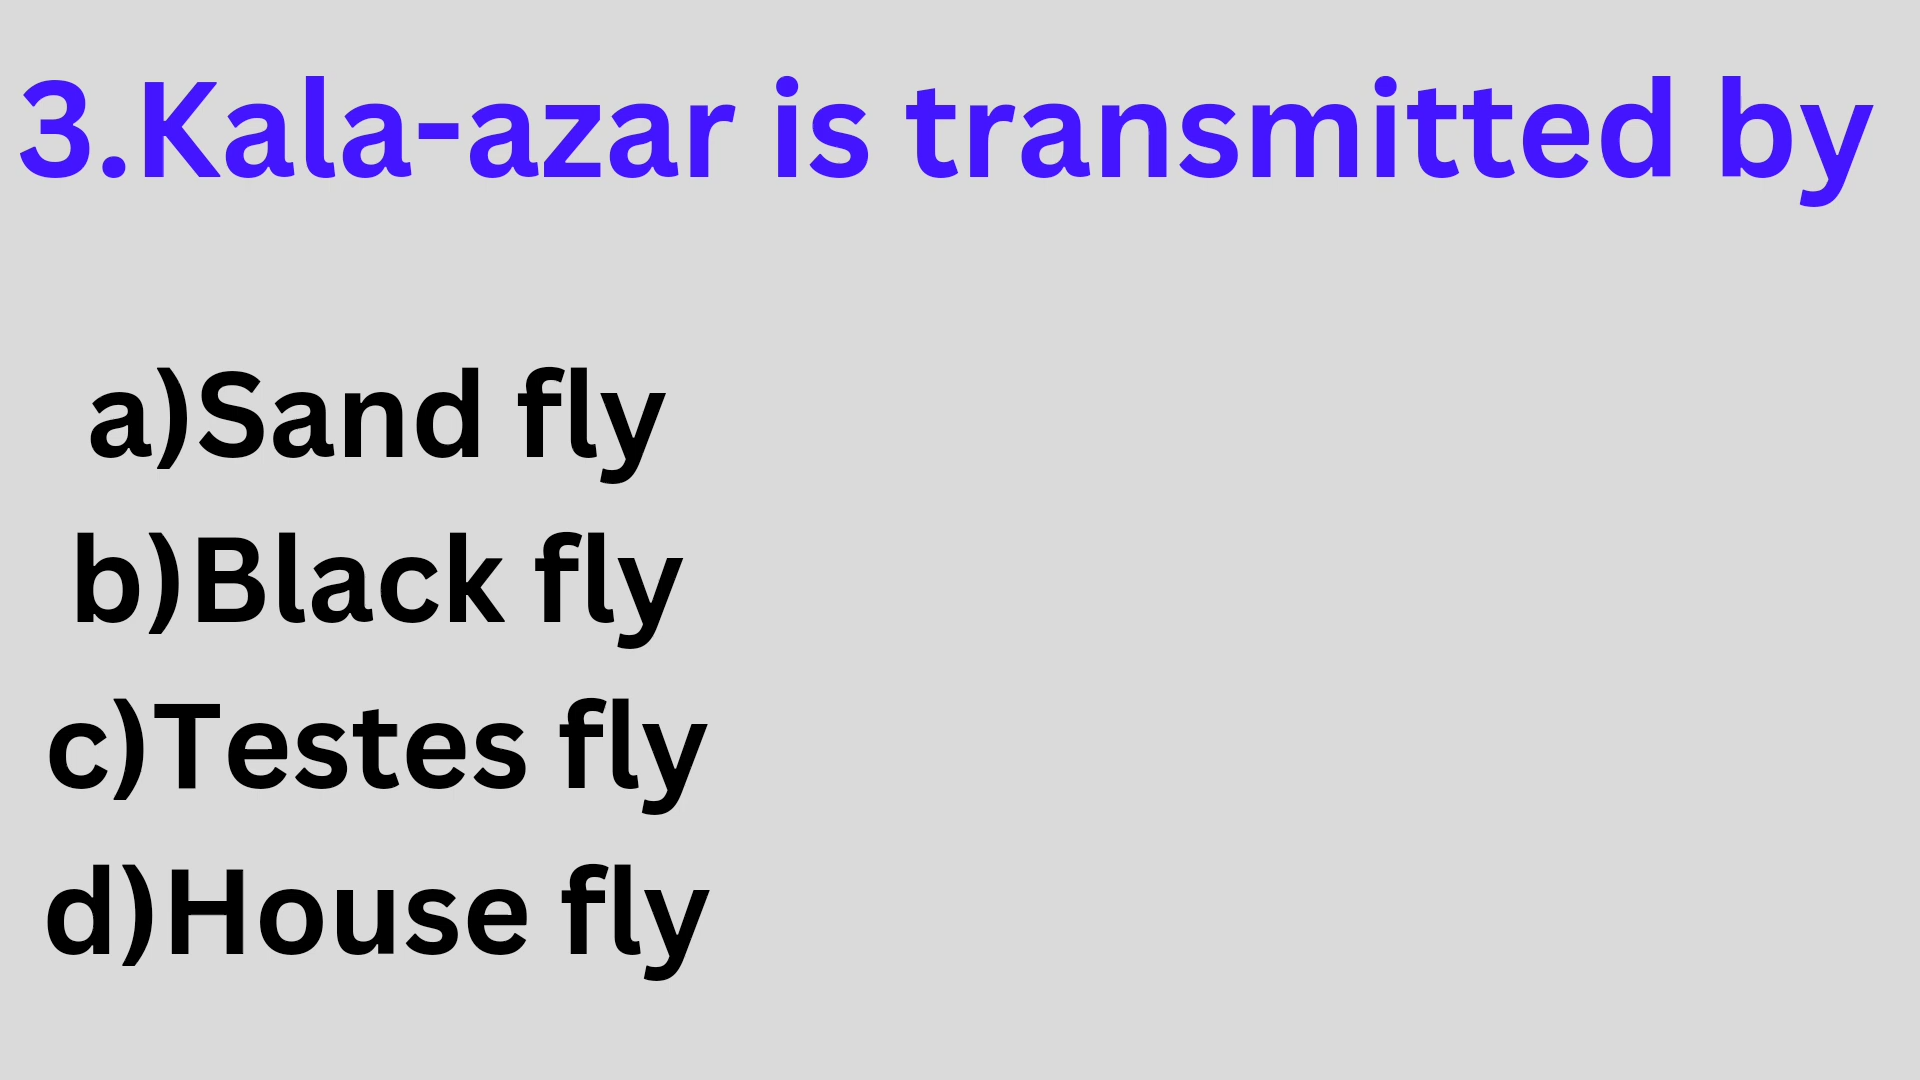 3.Kala-azar is transmitted by
a)Sand fly
b)Black fly
c)Testes fly
d)House fly